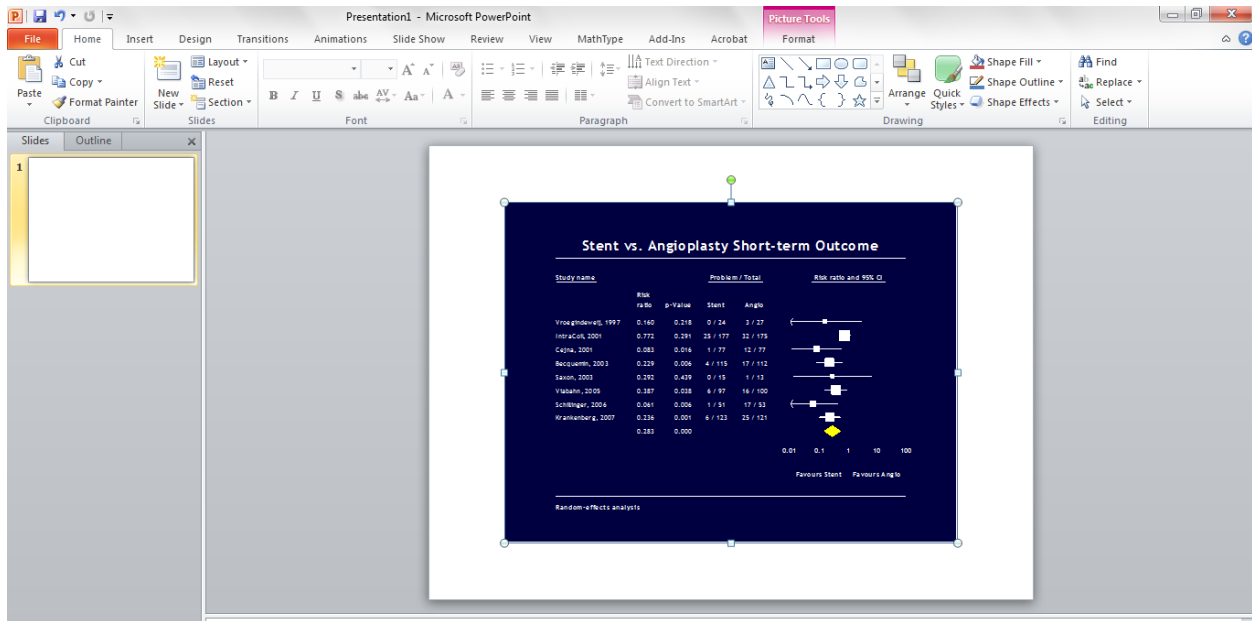 Presentation1 - Microsoft PowerPoint
Picture Tools
File Home Insert Design Transitions Animations Slide Show Review View MathType Add-Ins Acrobat Format
Paste
Cut
Copy
Format Painter
Clipboard
New Slide
Layout
Reset
Section
Slides
B I U S abc AV Aa A
Font
Text Direction
Align Text
Convert to SmartArt
Paragraph
Arrange
Quick Styles
Shape Fill
Shape Outline
Shape Effects
Drawing
Find
Replace
Select
Editing
Slides Outline
1
Stent vs. Angioplasty Short-term Outcome
Study name Problem / Total Risk ratio and 95% CI
Risk
ratio p-Value Stent Angio
Vroegindeweij, 1997 0.160 0.218 0 / 24 3 / 27
IntraCoil, 2001 0.772 0.291 25 / 177 32 / 175
Cejna, 2001 0.083 0.016 1 / 77 12 / 77
Becquemin, 2003 0.229 0.006 4 / 115 17 / 112
Saxon, 2003 0.292 0.439 0 / 15 1 / 13
Viabahn, 2005 0.387 0.038 6 / 97 16 / 100
Schillinger, 2006 0.061 0.006 1 / 51 17 / 53
Krankenberg, 2007 0.236 0.001 6 / 123 25 / 121
0.283 0.000
0.01 0.1 1 10 100
Favours Stent Favours Angio
Random-effects analysis